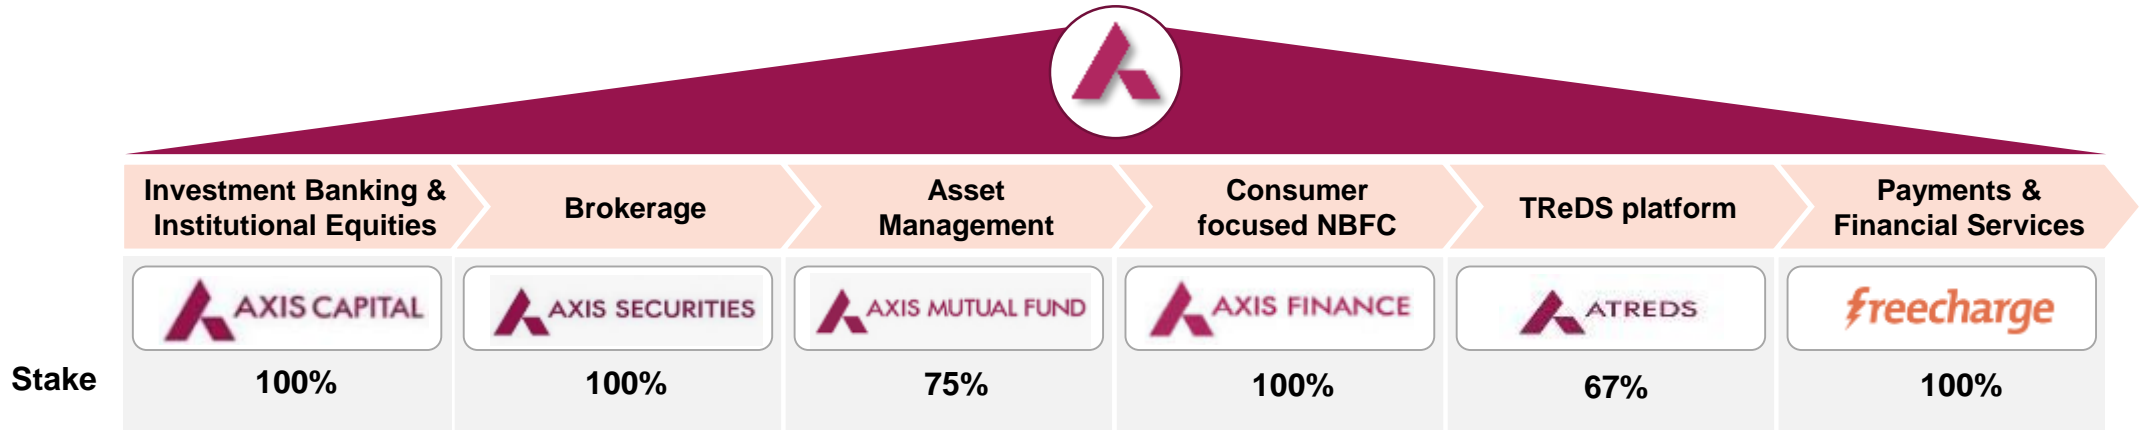 Investment Banking &
Institutional Equities
Brokerage
Asset
Management
Consumer
focused NBFC
TReDS platform
Payments &
Financial Services
AXIS CAPITAL
AXIS SECURITIES
AXIS MUTUAL FUND
AXIS FINANCE
ATREDS
freecharge
Stake
100%
100%
75%
100%
67%
100%